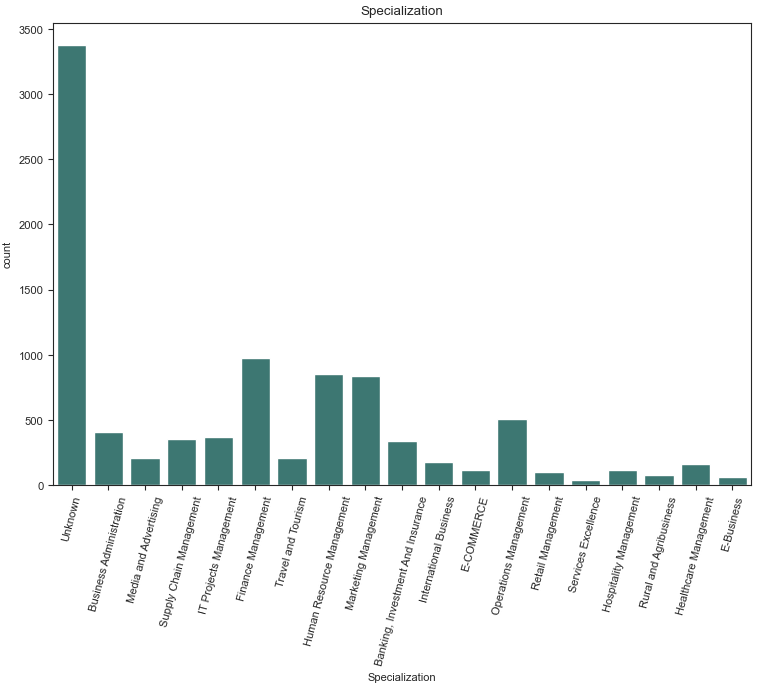 Specialization
3500
3000
2500
2000
1500
1000
500
0
count
Unknown
Business Administration
Media and Advertising
Supply Chain Management
IT Projects Management
Finance Management
Travel and Tourism
Human Resource Management
Marketing Management
Banking, Investment And Insurance
International Business
E-COMMERCE
Operations Management
Retail Management
Services Excellence
Hospitality Management
Rural and Agribusiness
Healthcare Management
E-Business
Specialization